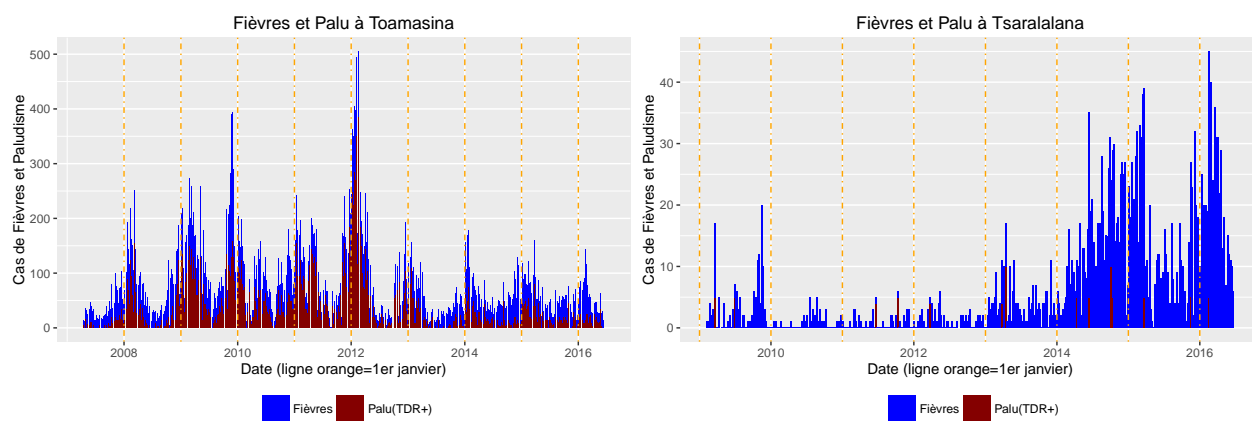 Fièvres et Palu à Toamasina
Cas de Fièvres et Paludisme
500
400
300
200
100
0
2008
2010
2012
2014
2016
Date (ligne orange=1er janvier)
Fièvres
Palu(TDR+)
Fièvres et Palu à Tsaralalana
Cas de Fièvres et Paludisme
40
30
20
10
0
2010
2012
2014
2016
Date (ligne orange=1er janvier)
Fièvres
Palu(TDR+)